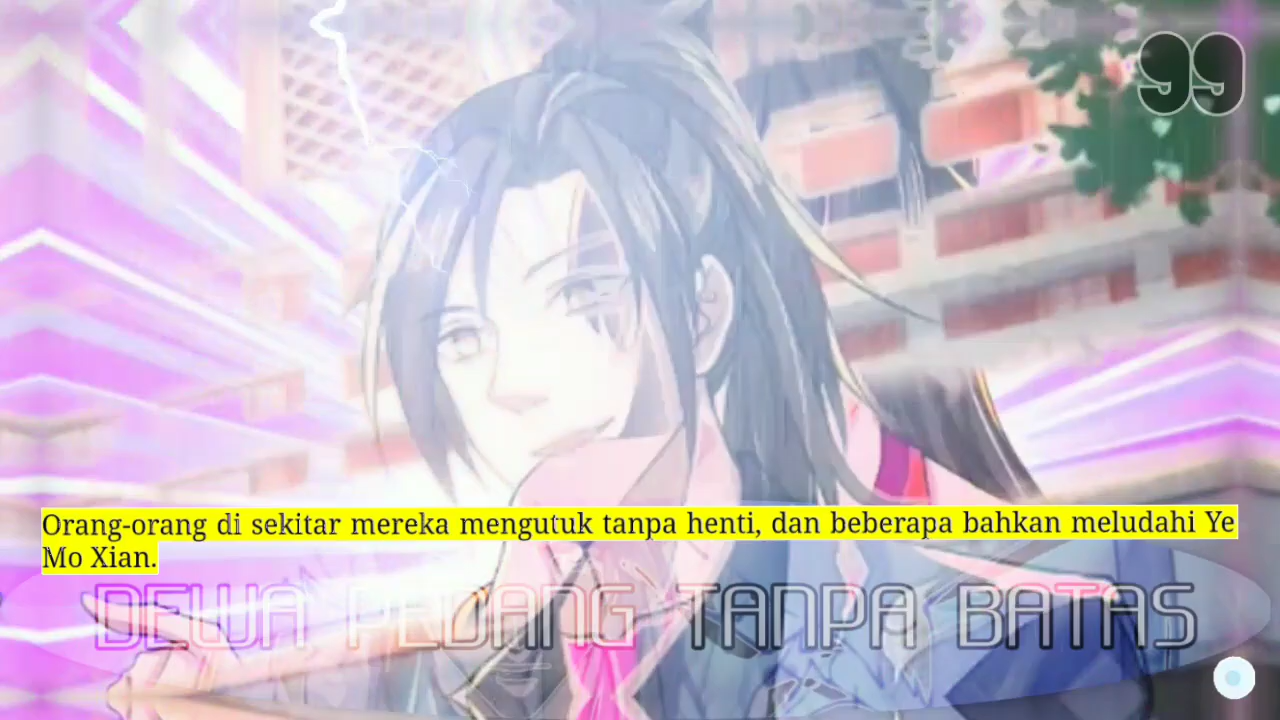 99
Orang-orang di sekitar mereka mengutuk tanpa henti, dan beberapa bahkan meludahi Ye
Mo Xian.
DEWA PEDANG TANPA BATAS